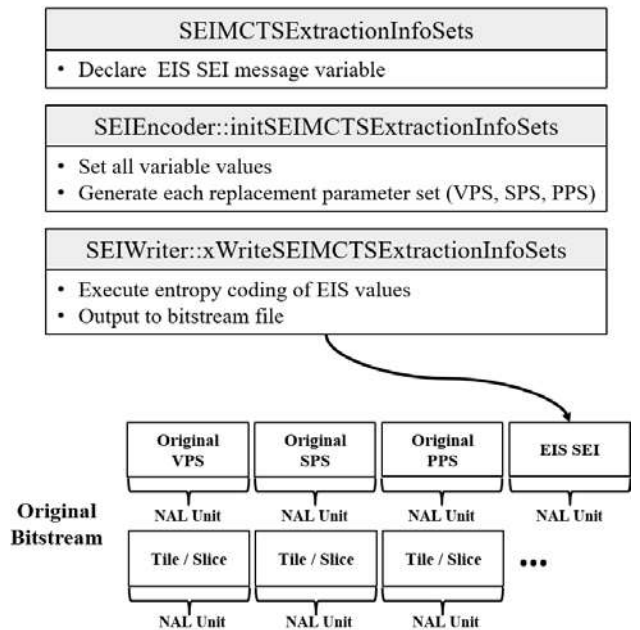 SEIMCTSExtractionInfoSets
• Declare EIS SEI message variable
SEIEncoder::initSEIMCTSExtractionInfoSets
• Set all variable values
• Generate each replacement parameter set (VPS, SPS, PPS)
SEIWriter::xWriteSEIMCTSExtractionInfoSets
• Execute entropy coding of EIS values
• Output to bitstream file
Original VPS
Original SPS
Original PPS
EIS SEI
NAL Unit
NAL Unit
NAL Unit
NAL Unit
Original
Bitstream
Tile / Slice
Tile / Slice
Tile / Slice
•••
NAL Unit
NAL Unit
NAL Unit